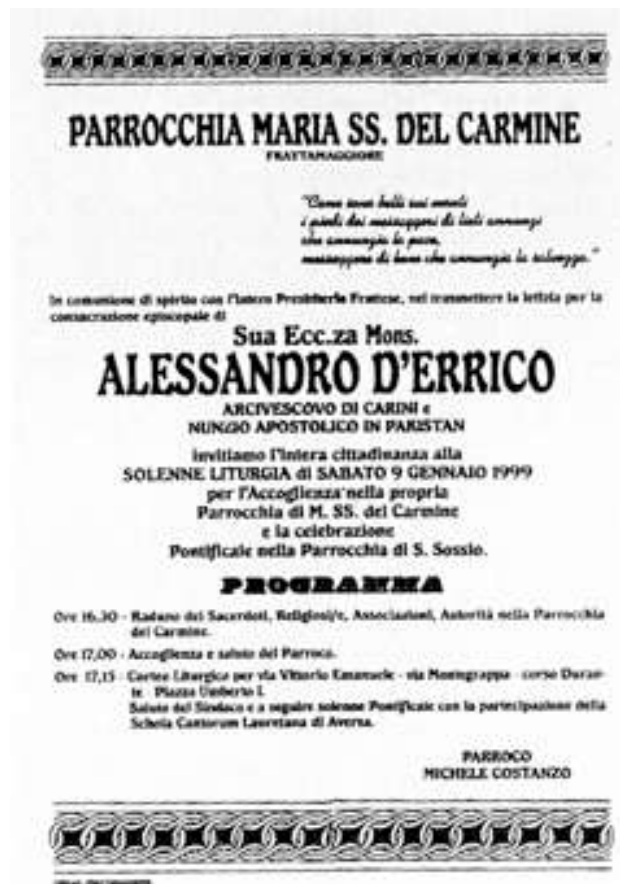 PARROCCHIA MARIA SS. DEL CARMINE
FRATTAMAGGIORE
"Come sono belli sui monti
i piedi dei messaggeri di lieti annunzi
che annunzia la pace,
messaggero di bene che annunzia la salvezza."
In comunione di spirito con l'intero Presbiterio Frattese, nel trasmettere la letizia per la
consacrazione episcopale di
Sua Ecc.za Mons.
ALESSANDRO D'ERRICO
ARCIVESCOVO DI CARINI e
NUNZIO APOSTOLICO IN PAKISTAN
invitiamo l'intera cittadinanza alla
SOLENNE LITURGIA di SABATO 9 GENNAIO 1999
per l'Accoglienza nella propria
Parrocchia di M. SS. del Carmine
e la celebrazione
Pontificale nella Parrocchia di S. Sossio.
PROGRAMMA
Ore 16,30 - Raduno dei Sacerdoti, Religiosi/e, Associazioni, Autorità nella Parrocchia
del Carmine.
Ore 17,00 - Accoglienza e saluto del Parroco.
Ore 17,15 - Corteo Liturgico per via Vittorio Emanuele - via Montegrappa - corso Duran-
te - Piazza Umberto I.
Saluto del Sindaco e a seguire solenne Pontificale con la partecipazione della
Schola Cantorum Lauretana di Aversa.
PARROCO
MICHELE COSTANZO